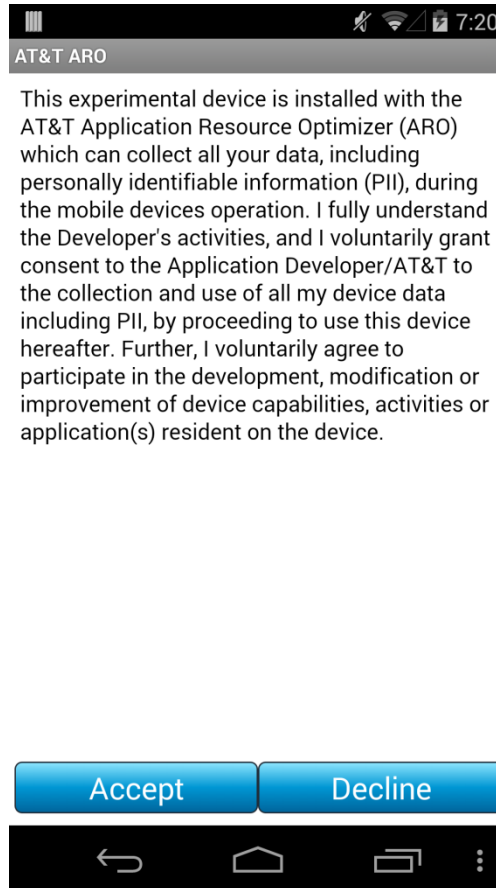 7:20
AT&T ARO
This experimental device is installed with the
AT&T Application Resource Optimizer (ARO)
which can collect all your data, including
personally identifiable information (PII), during
the mobile devices operation. I fully understand
the Developer's activities, and I voluntarily grant
consent to the Application Developer/AT&T to
the collection and use of all my device data
including PII, by proceeding to use this device
hereafter. Further, I voluntarily agree to
participate in the development, modification or
improvement of device capabilities, activities or
application(s) resident on the device.
Accept Decline